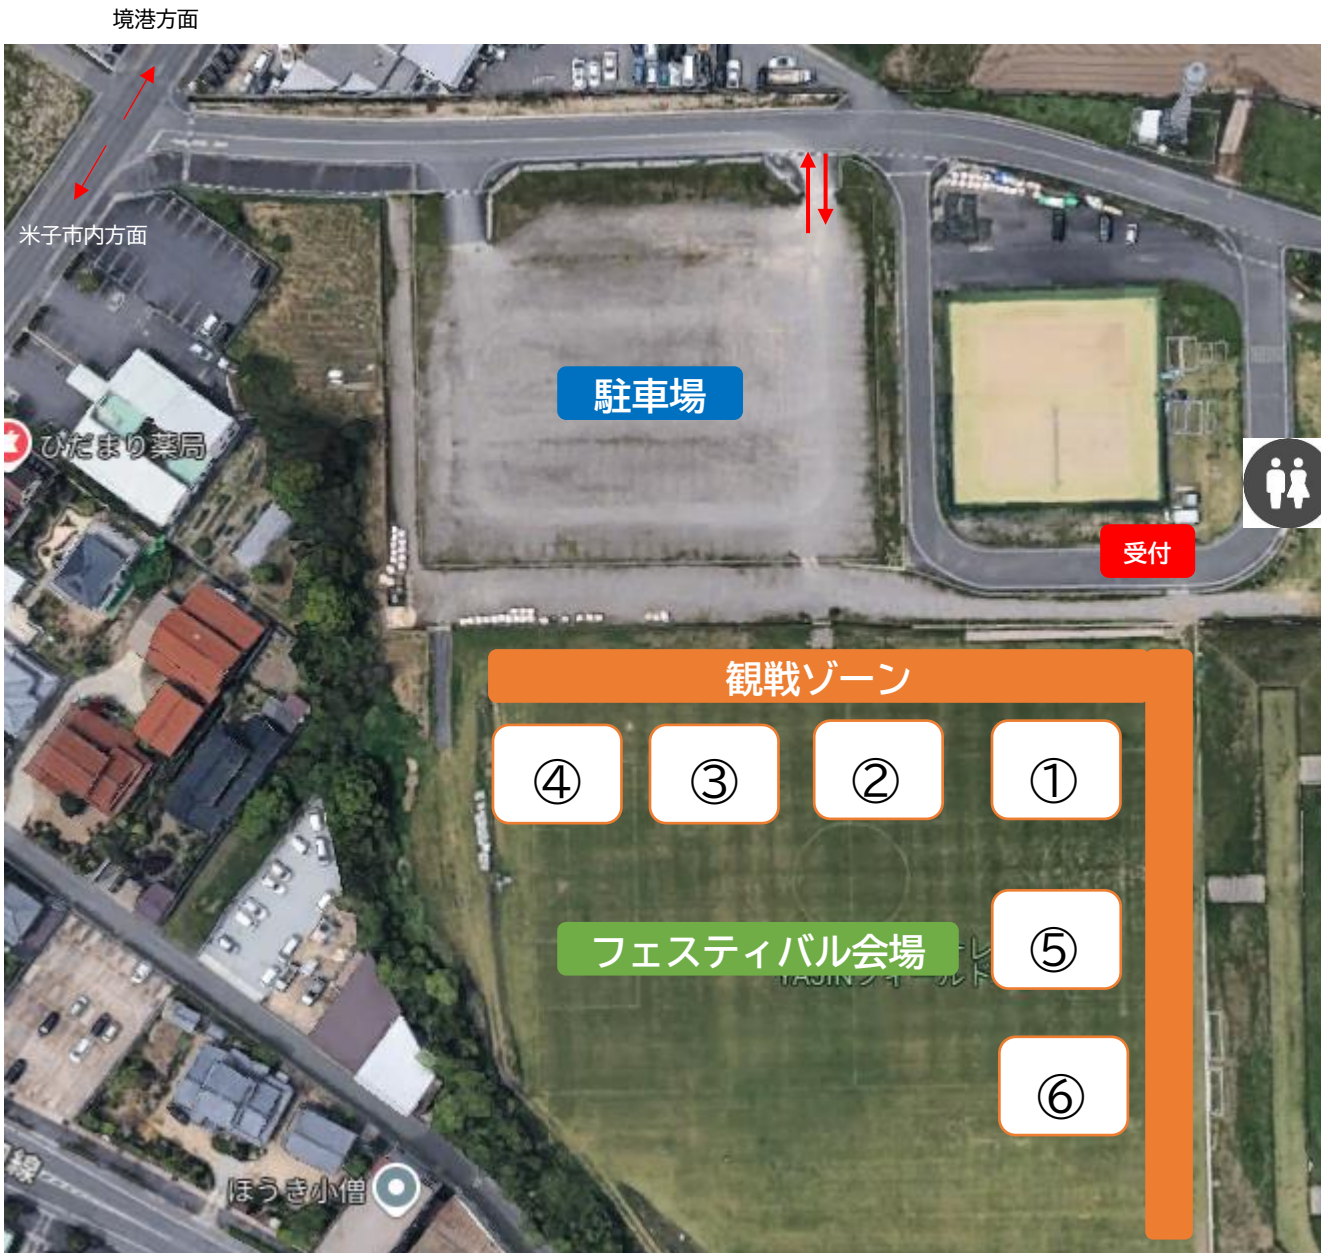 境港方面
米子市内方面
駐車場
ひだまり薬局
受付
観戦ゾーン
④
③
②
①
フェスティバル会場
⑤
⑥
ほうき小僧
線